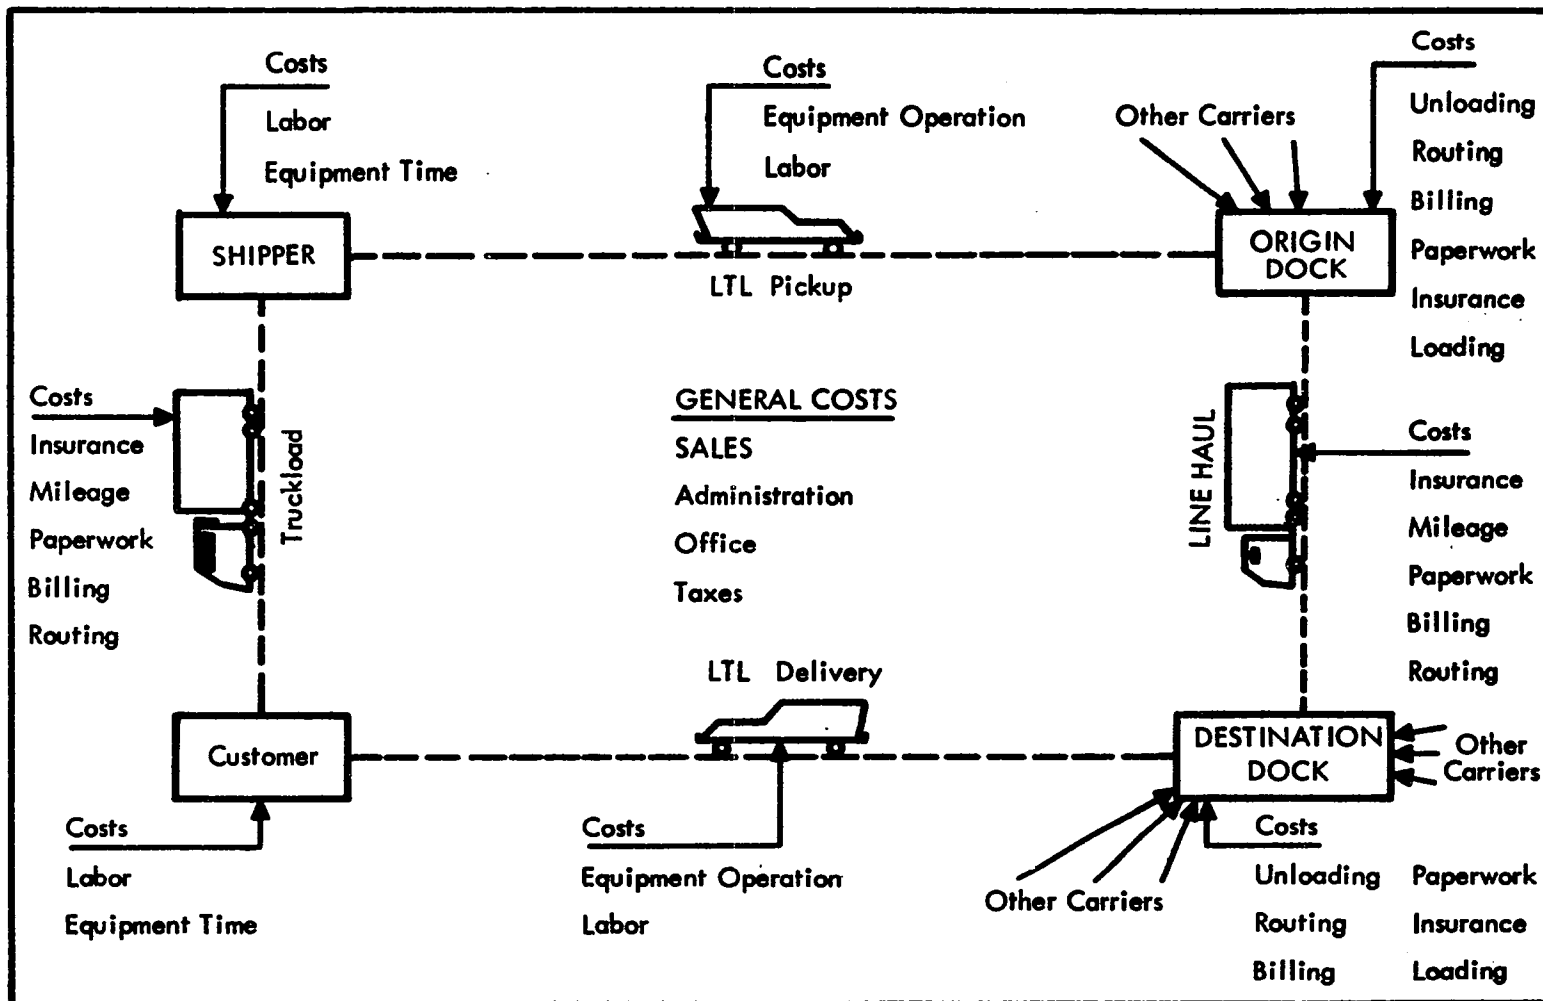 Costs
Labor
Equipment Time
SHIPPER
Costs
Equipment Operation
Labor
LTL Pickup
Other Carriers
Costs
Unloading
Routing
Billing
Paperwork
Insurance
Loading
ORIGIN
DOCK
Costs
Insurance
Mileage
Paperwork
Billing
Routing
Truckload
GENERAL COSTS
SALES
Administration
Office
Taxes
LINE HAUL
Costs
Insurance
Mileage
Paperwork
Billing
Routing
Customer
Costs
Labor
Equipment Time
LTL Delivery
Costs
Equipment Operation
Labor
DESTINATION
DOCK
Other
Carriers
Other Carriers
Costs
Unloading Paperwork
Routing Insurance
Billing Loading